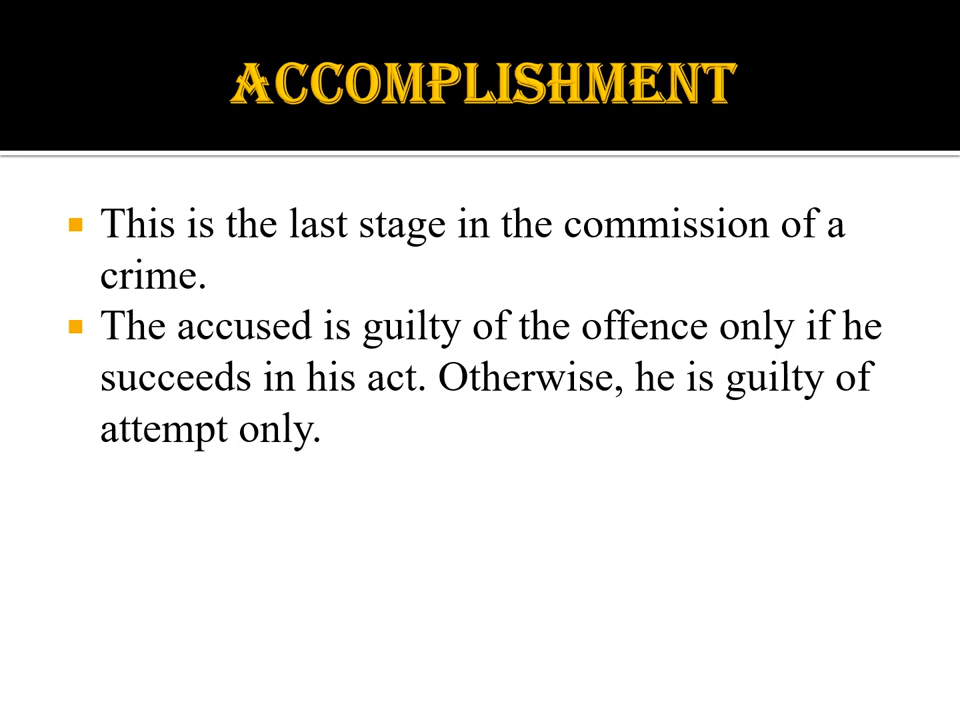 ACCOMPLISHMENT
This is the last stage in the commission of a
crime.
The accused is guilty of the offence only if he
succeeds in his act. Otherwise, he is guilty of
attempt only.